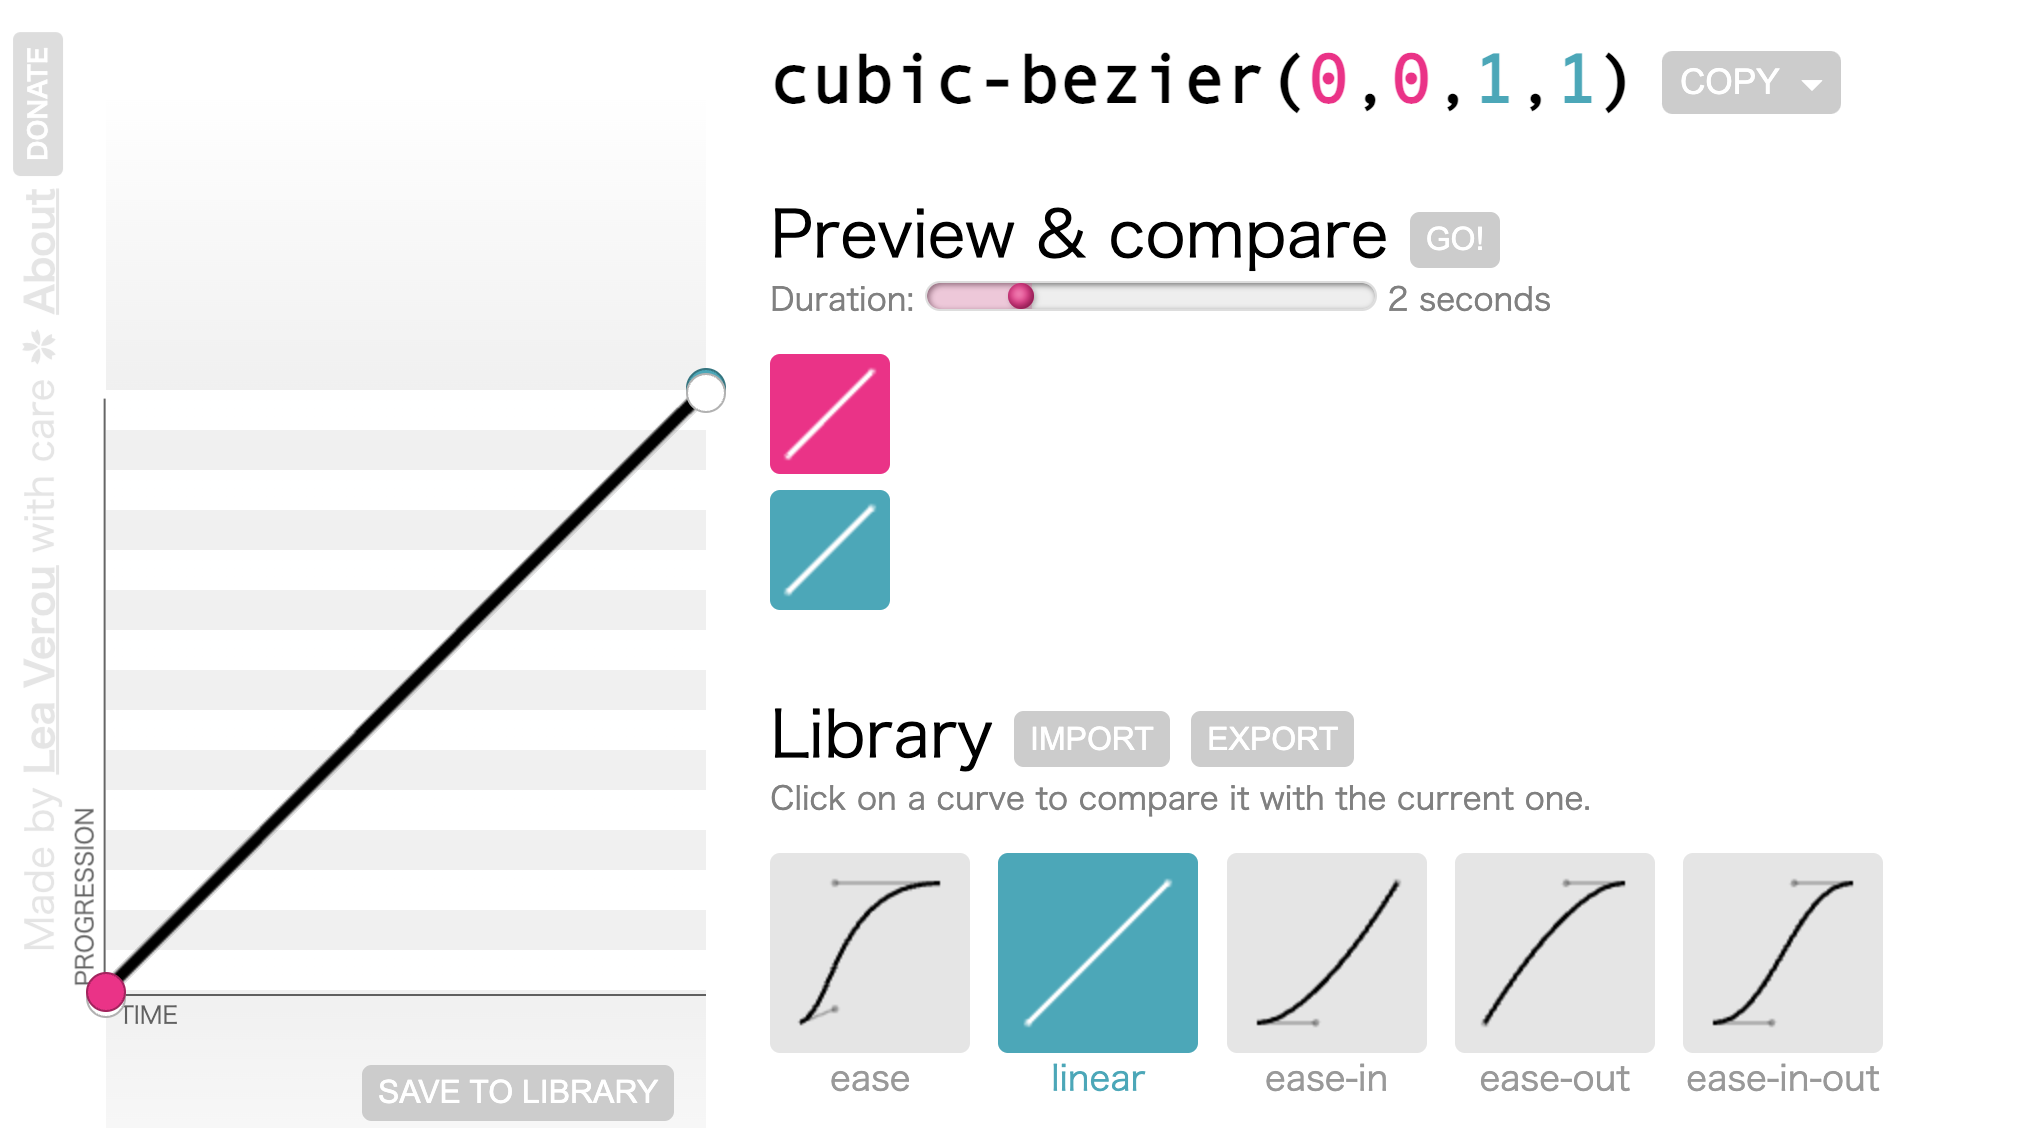 DONATE
Made by Lea Verou with care ✲ About
cubic-bezier(0,0,1,1)
COPY
Preview & compare
GO!
Duration:
2 seconds
PROGRESSION
TIME
SAVE TO LIBRARY
Library
IMPORT
EXPORT
Click on a curve to compare it with the current one.
ease
linear
ease-in
ease-out
ease-in-out